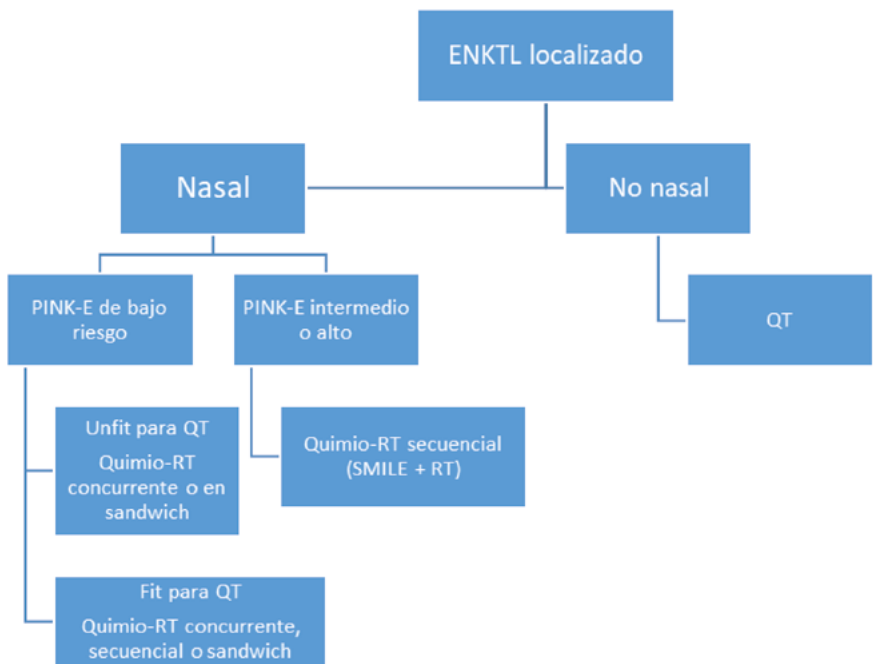 ENKTL localizado
Nasal
No nasal
PINK-E de bajo
riesgo
PINK-E intermedio
o alto
QT
Unfit para QT
Quimio-RT
concurrente o en
sandwich
Quimio-RT secuencial
(SMILE + RT)
Fit para QT
Quimio-RT concurrente,
secuencial o sandwich